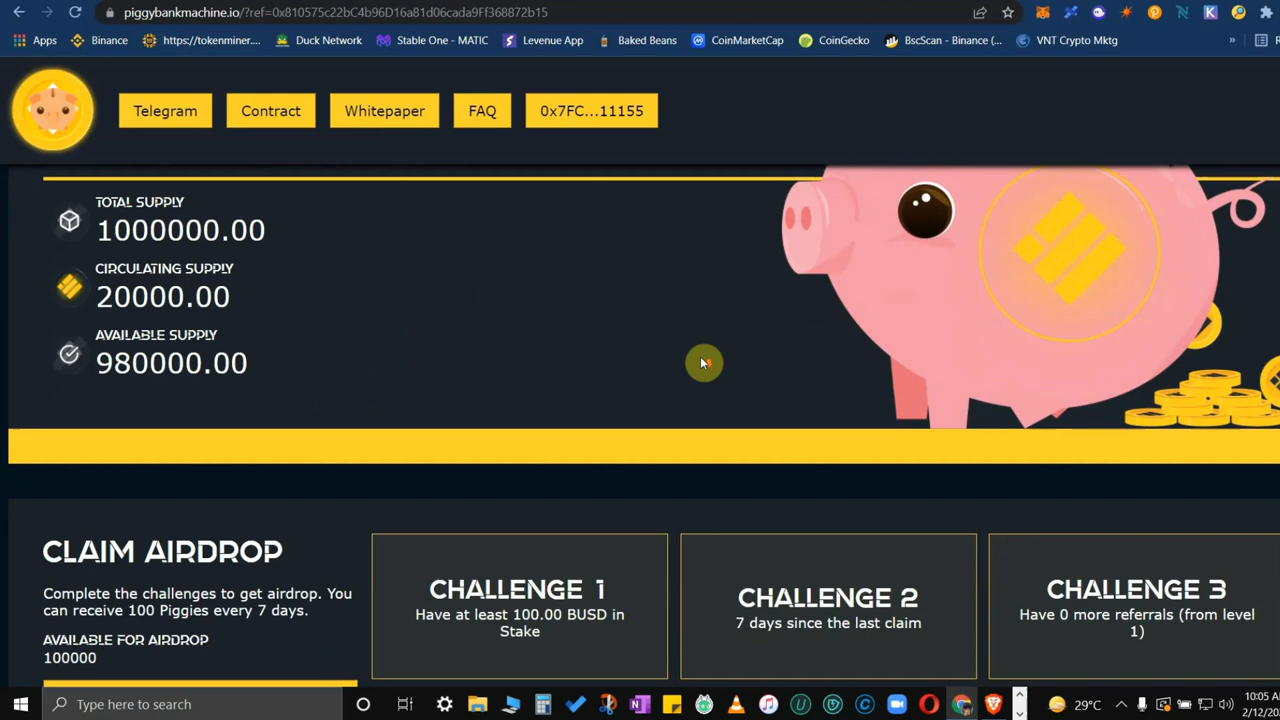 piggybankmachine.io/?ref=0x810575c22bC4b96D16a81d06cada9Ff368872b15
Apps
Binance
https://tokenminer....
Duck Network
Stable One - MATIC
Levenue App
Baked Beans
CoinMarketCap
CoinGecko
BscScan - Binance (...
VNT Crypto Mktg
»
Telegram
Contract
Whitepaper
FAQ
0x7FC...11155
TOTAL SUPPLY
1000000.00
CIRCULATING SUPPLY
20000.00
AVAILABLE SUPPLY
980000.00
CLAIM AIRDROP
Complete the challenges to get airdrop. You
can receive 100 Piggies every 7 days.
AVAILABLE FOR AIRDROP
100000
CHALLENGE 1
Have at least 100.00 BUSD in
Stake
CHALLENGE 2
7 days since the last claim
CHALLENGE 3
Have 0 more referrals (from level
1)
Type here to search
29°C
10:05 AM
2/12/202